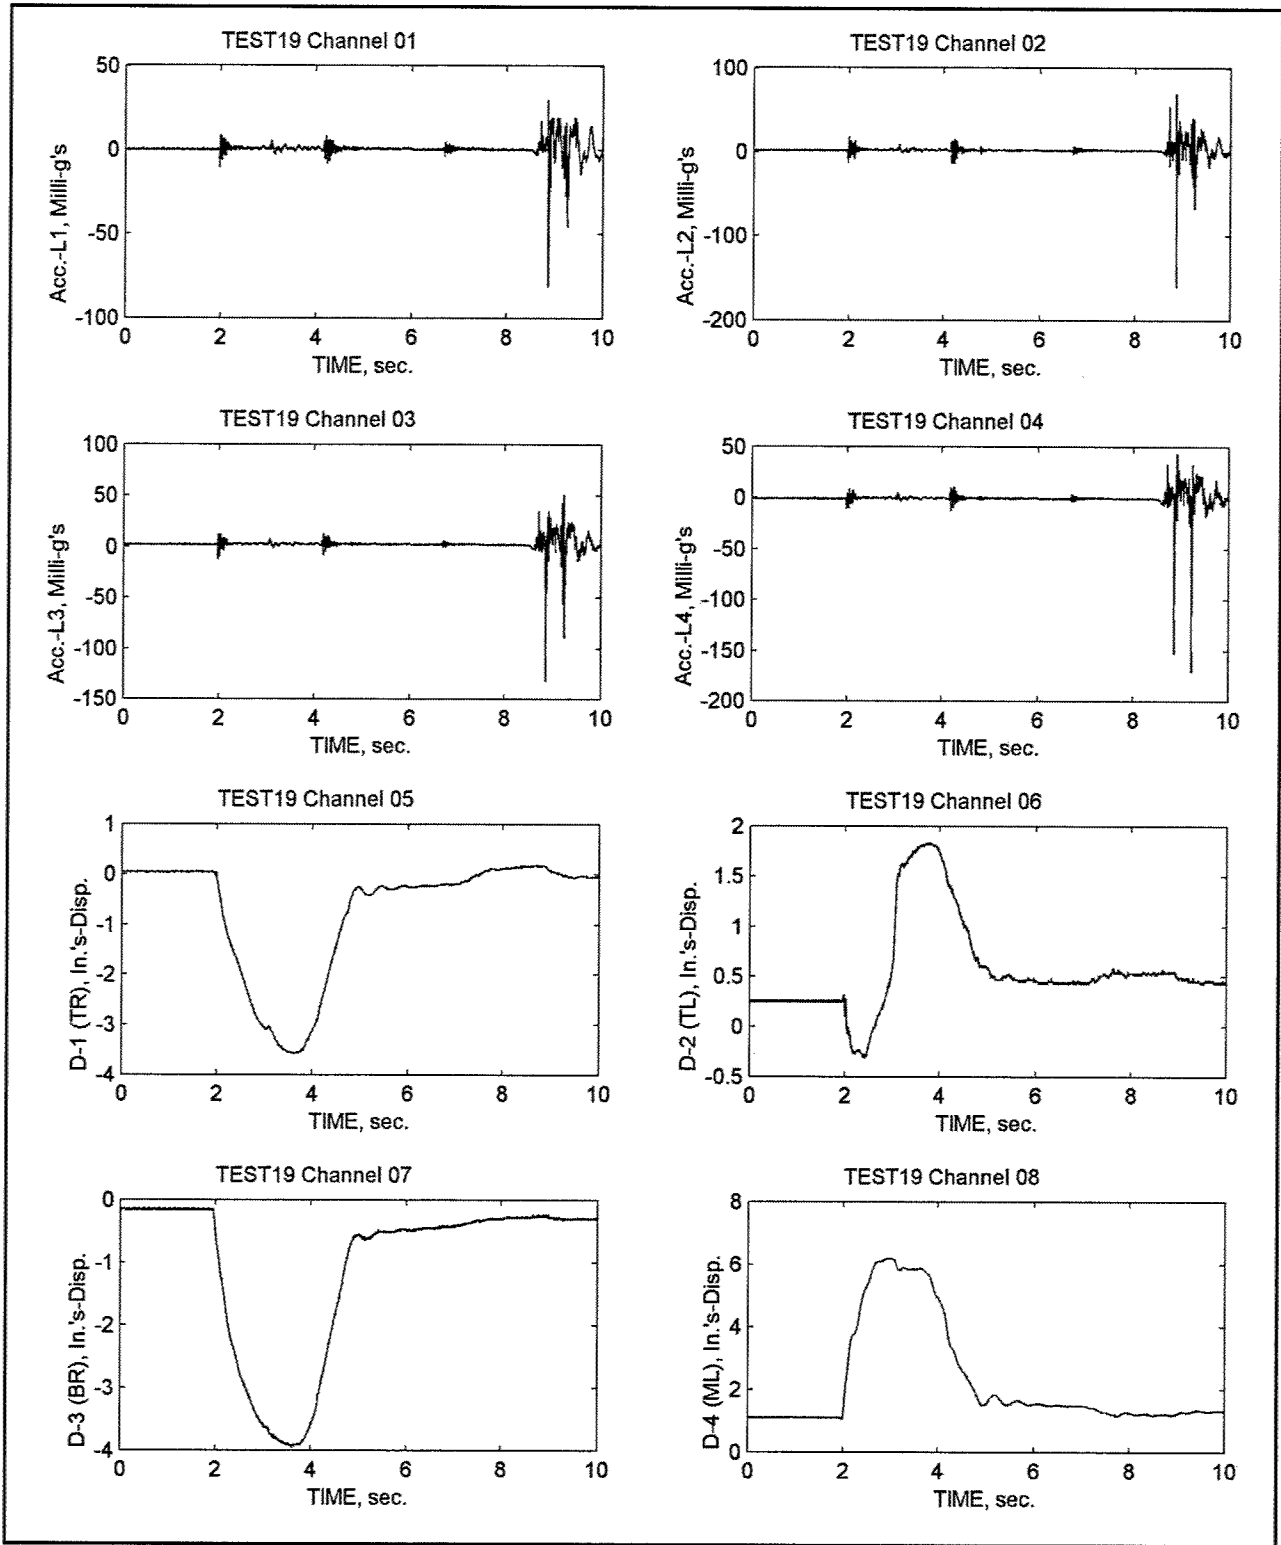 TEST19 Channel 01
50
0
-50
-100
Acc.-L1, Milli-g's
0 2 4 6 8 10
TIME, sec.
TEST19 Channel 02
100
0
-100
-200
Acc.-L2, Milli-g's
0 2 4 6 8 10
TIME, sec.
TEST19 Channel 03
100
50
0
-50
-100
-150
Acc.-L3, Milli-g's
0 2 4 6 8 10
TIME, sec.
TEST19 Channel 04
50
0
-50
-100
-150
-200
Acc.-L4, Milli-g's
0 2 4 6 8 10
TIME, sec.
TEST19 Channel 05
1
0
-1
-2
-3
-4
D-1 (TR), In.'s-Disp.
0 2 4 6 8 10
TIME, sec.
TEST19 Channel 06
2
1.5
1
0.5
0
-0.5
D-2 (TL), In.'s-Disp.
0 2 4 6 8 10
TIME, sec.
TEST19 Channel 07
0
-1
-2
-3
-4
D-3 (BR), In.'s-Disp.
0 2 4 6 8 10
TIME, sec.
TEST19 Channel 08
8
6
4
2
0
D-4 (ML), In.'s-Disp.
0 2 4 6 8 10
TIME, sec.